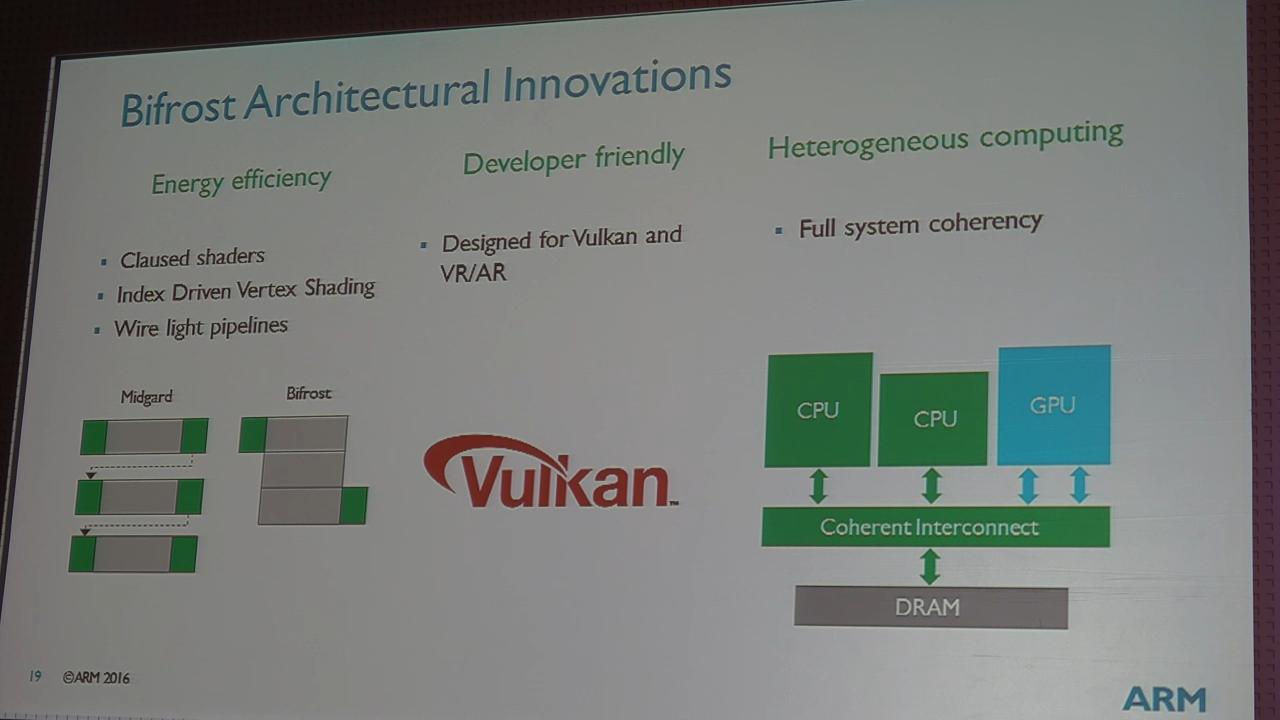 Bifrost Architectural Innovations
Energy efficiency
Claused shaders
Index Driven Vertex Shading
Wire light pipelines
Midgard
Bifrost
Developer friendly
Designed for Vulkan and
VR/AR
Vulkan™
Heterogeneous computing
Full system coherency
CPU
CPU
GPU
Coherent Interconnect
DRAM
19 ©ARM 2016
ARM